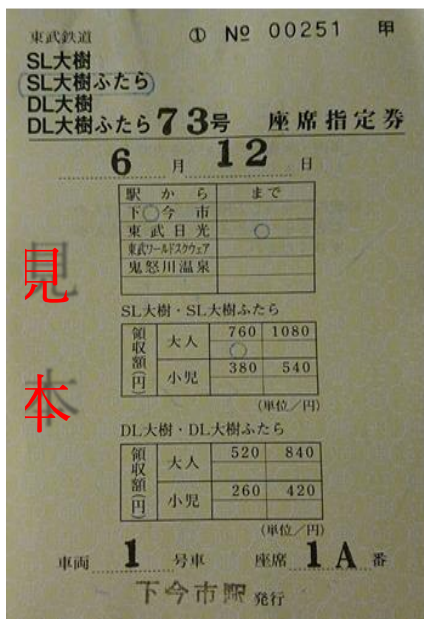 東武鉄道 ① № 00251 甲
SL大樹
SL大樹ふたら
DL大樹
DL大樹ふたら 73号 座席指定券
6月12日
駅から まで
下今市
東武日光 ○
東武ワールドスクウェア
鬼怒川温泉
見本
SL大樹・SL大樹ふたら
領収額(円) 大人 760 1080
○
小児 380 540
(単位/円)
DL大樹・DL大樹ふたら
領収額(円) 大人 520 840
小児 260 420
(単位/円)
車両 1 号車 座席 1A 番
下今市駅 発行